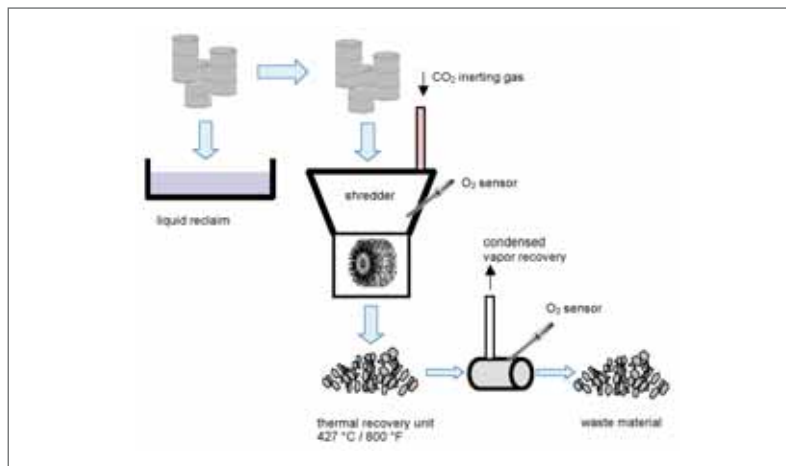 CO₂ inerting gas
O₂ sensor
shredder
liquid reclaim
condensed
vapor recovery
O₂ sensor
thermal recovery unit
427 °C / 800 °F
waste material